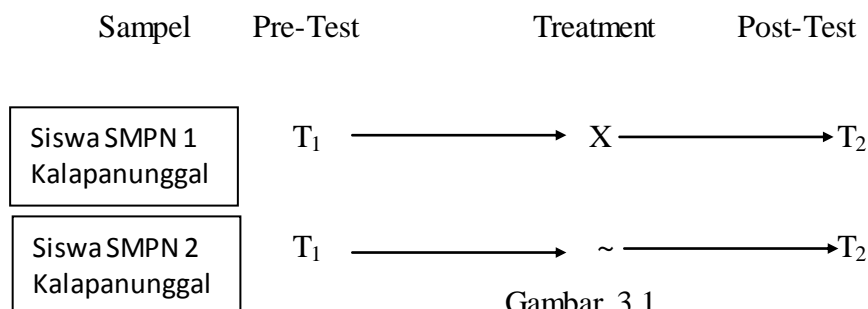 Sampel Pre-Test Treatment Post-Test
Siswa SMPN 1 T₁ X T₂
Kalapanunggal
Siswa SMPN 2 T₁ ~ T₂
Kalapanunggal
Gambar 3.1